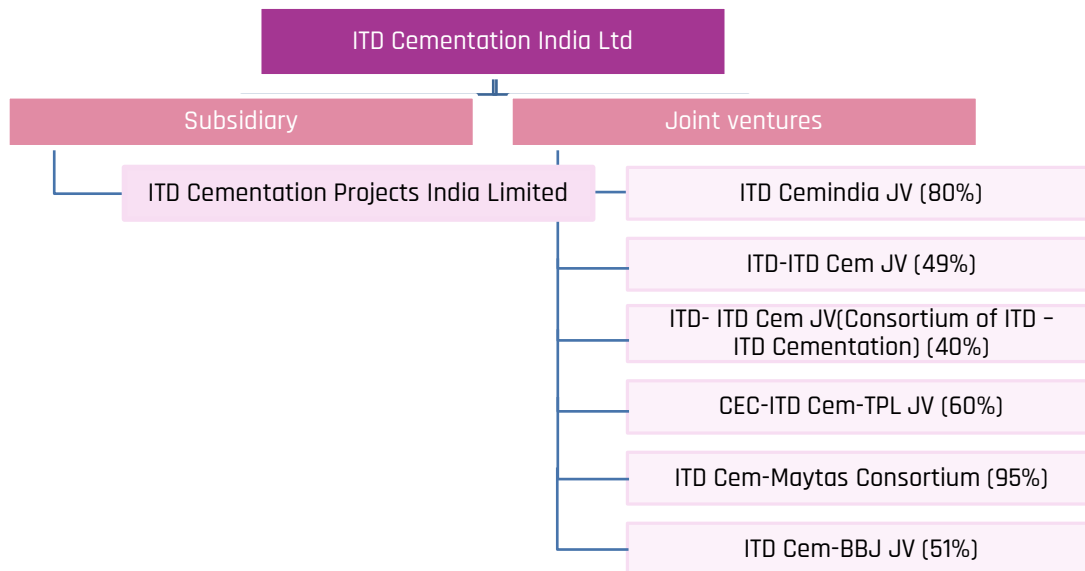 ITD Cementation India Ltd
Subsidiary
Joint ventures
ITD Cementation Projects India Limited
ITD Cemindia JV (80%)
ITD-ITD Cem JV (49%)
ITD- ITD Cem JV(Consortium of ITD –
ITD Cementation) (40%)
CEC-ITD Cem-TPL JV (60%)
ITD Cem-Maytas Consortium (95%)
ITD Cem-BBJ JV (51%)